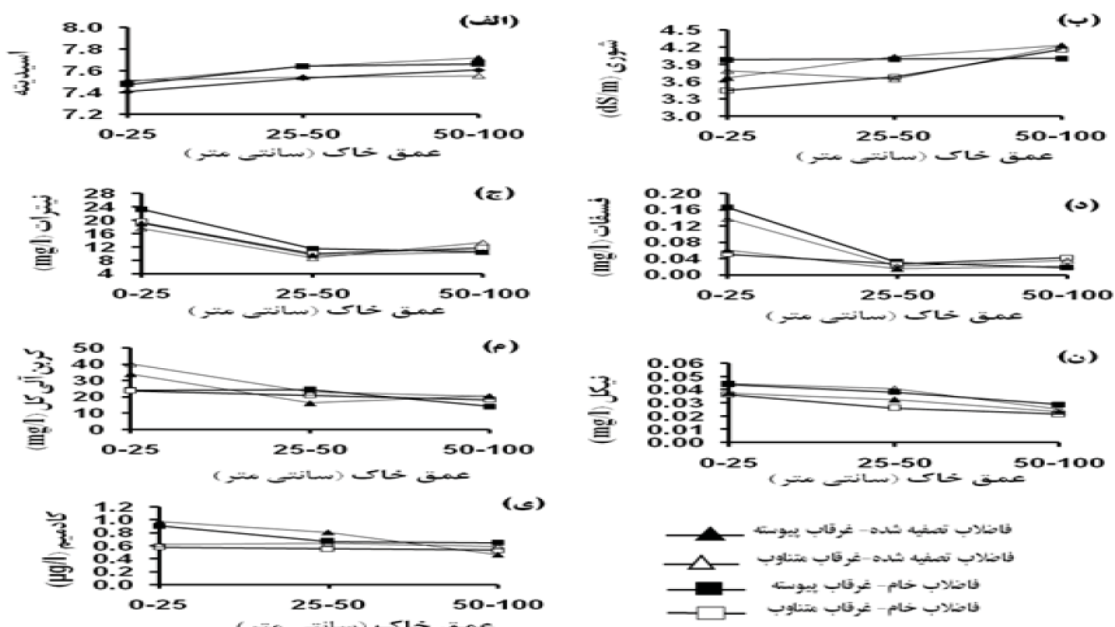 (الف)
اسیدیته
8.0
7.8
7.6
7.4
7.2
0-25 25-50 50-100
عمق خاک (سانتی متر)
(ب)
شوری (dS/m)
4.5
4.2
3.9
3.6
3.3
3.0
0-25 25-50 50-100
عمق خاک (سانتی متر)
(ج)
نیترات (mg/l)
28
24
20
16
12
8
4
0-25 25-50 50-100
عمق خاک (سانتی متر)
(د)
فسفات (mg/l)
0.20
0.16
0.12
0.08
0.04
0.00
0-25 25-50 50-100
عمق خاک (سانتی متر)
(م)
کربن آلی کل (mg/l)
50
40
30
20
10
0
0-25 25-50 50-100
عمق خاک (سانتی متر)
(ن)
نیکل (mg/l)
0.06
0.05
0.04
0.03
0.02
0.01
0.00
0-25 25-50 50-100
عمق خاک (سانتی متر)
(ی)
کادمیم (µg/l)
1.2
1.0
0.8
0.6
0.4
0.2
0.0
0-25 25-50 50-100
عمق خاک (سانتی متر)
فاضلاب تصفیه شده- غرقاب پیوسته
فاضلاب تصفیه شده-غرقاب متناوب
فاضلاب خام- غرقاب پیوسته
فاضلاب خام- غرقاب متناوب